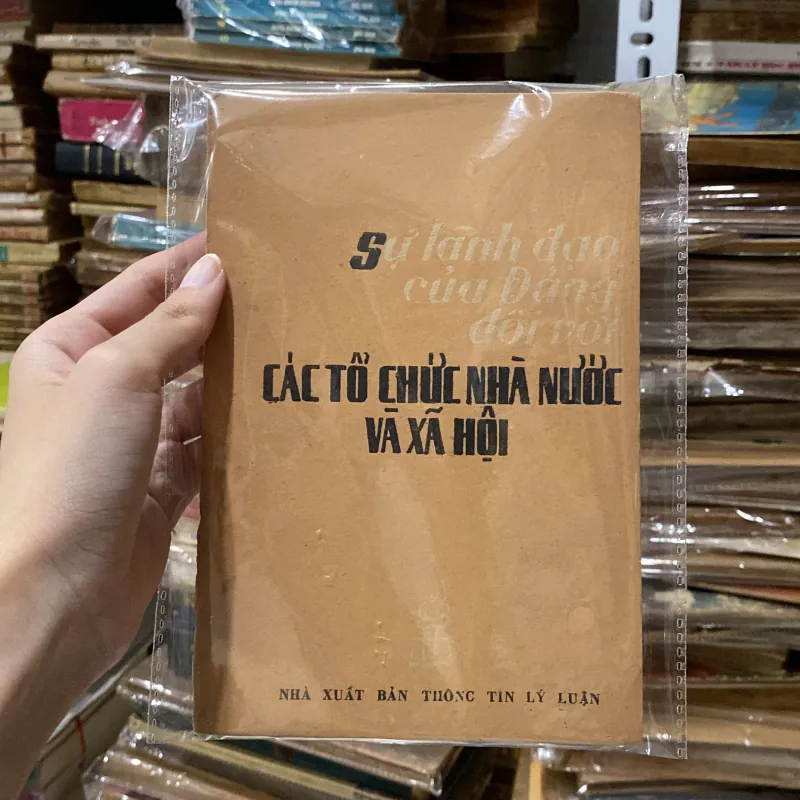 Sự lãnh đạo
của Đảng
đối với
CÁC TỔ CHỨC NHÀ NƯỚC
VÀ XÃ HỘI
NHÀ XUẤT BẢN THÔNG TIN LÝ LUẬN